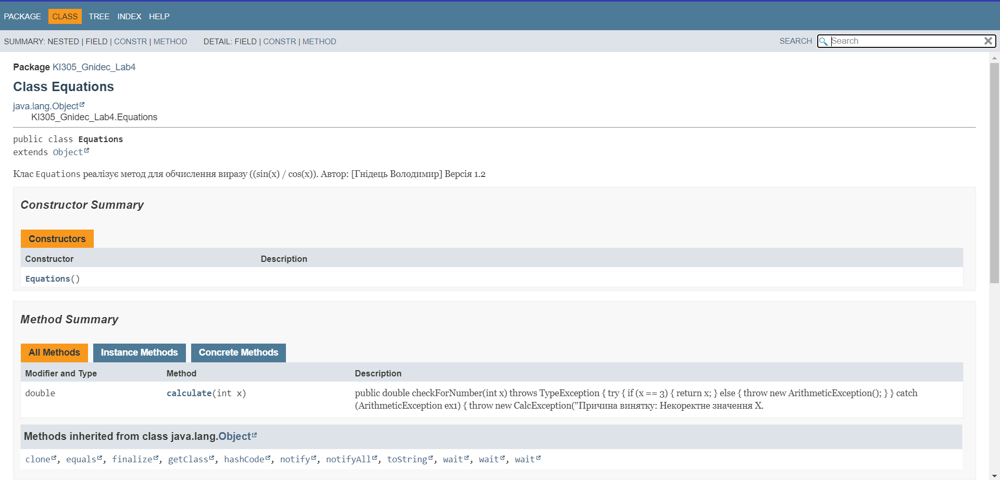 PACKAGE CLASS TREE INDEX HELP
SUMMARY: NESTED | FIELD | CONSTR | METHOD DETAIL: FIELD | CONSTR | METHOD SEARCH Search
Package KI305_Gnidec_Lab4
Class Equations
java.lang.Object
KI305_Gnidec_Lab4.Equations
public class Equations
extends Object
Клас Equations реалізує метод для обчислення виразу ((sin(x) / cos(x)). Автор: [Гнідець Володимир] Версія 1.2
Constructor Summary
Constructors
Constructor Description
Equations()
Method Summary
All Methods Instance Methods Concrete Methods
Modifier and Type Method Description
double calculate(int x) public double checkForNumber(int x) throws TypeException { try { if (x == 3) { return x; } else { throw new ArithmeticException(); } } catch
(ArithmeticException ex1) { throw new CalcException("Причина винятку: Некоректне значення X.
Methods inherited from class java.lang.Object
clone, equals, finalize, getClass, hashCode, notify, notifyAll, toString, wait, wait, wait